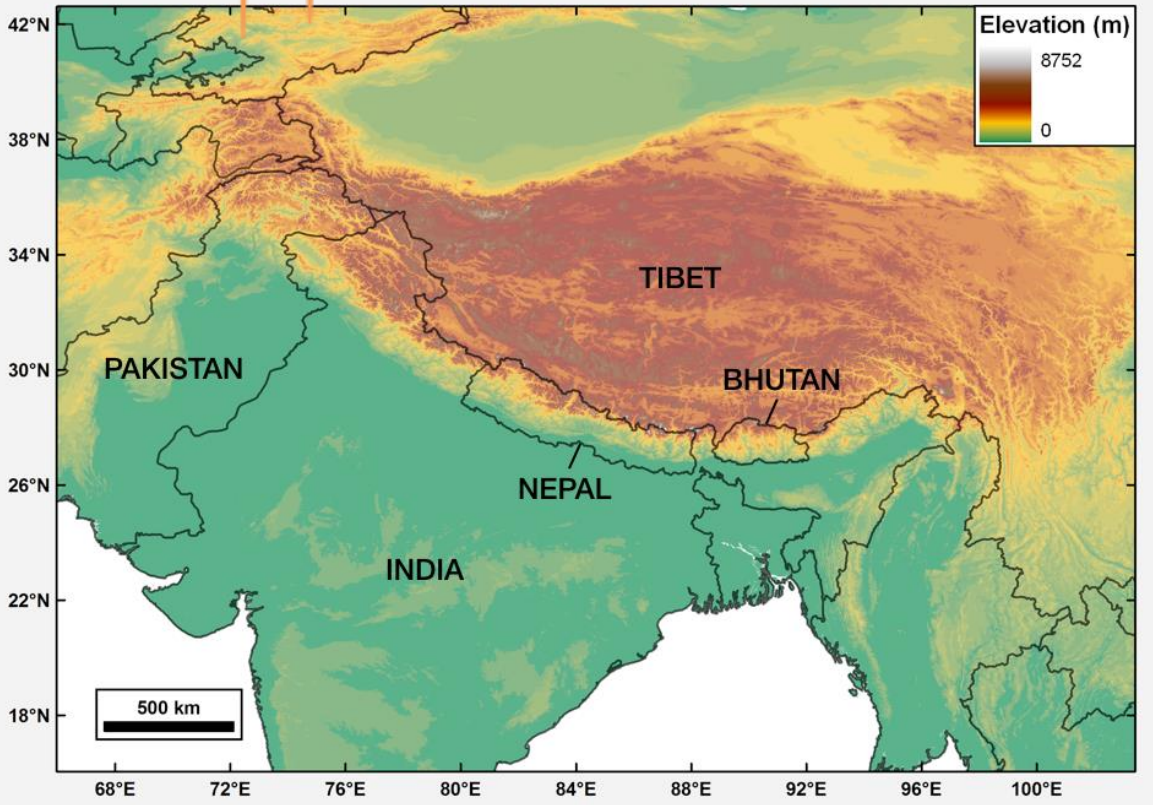 42°N
38°N
34°N
30°N
26°N
22°N
18°N
Elevation (m)
8752
0
TIBET
PAKISTAN
BHUTAN
NEPAL
INDIA
500 km
68°E
72°E
76°E
80°E
84°E
88°E
92°E
96°E
100°E